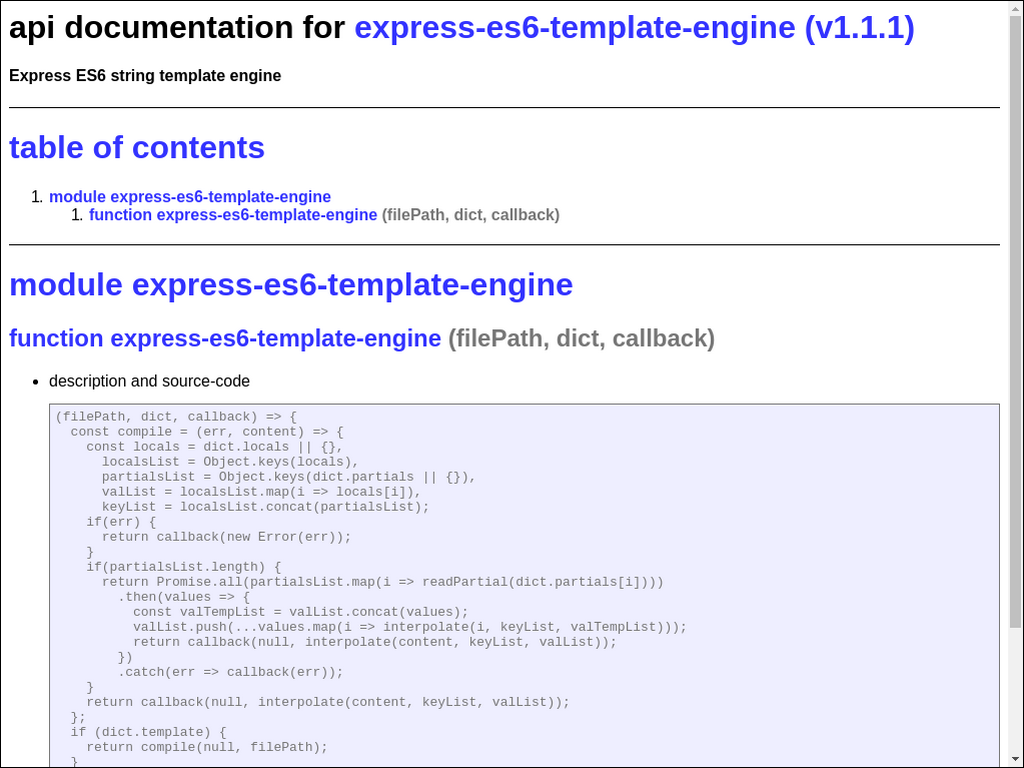 api documentation for express-es6-template-engine (v1.1.1)
Express ES6 string template engine
table of contents
1. module express-es6-template-engine
1. function express-es6-template-engine (filePath, dict, callback)
module express-es6-template-engine
function express-es6-template-engine (filePath, dict, callback)
• description and source-code
(filePath, dict, callback) => {
  const compile = (err, content) => {
    const locals = dict.locals || {},
      localsList = Object.keys(locals),
      partialsList = Object.keys(dict.partials || {}),
      valList = localsList.map(i => locals[i]),
      keyList = localsList.concat(partialsList);
    if(err) {
      return callback(new Error(err));
    }
    if(partialsList.length) {
      return Promise.all(partialsList.map(i => readPartial(dict.partials[i])))
        .then(values => {
          const valTempList = valList.concat(values);
          valList.push(...values.map(i => interpolate(i, keyList, valTempList)));
          return callback(null, interpolate(content, keyList, valList));
        })
        .catch(err => callback(err));
    }
    return callback(null, interpolate(content, keyList, valList));
  };
  if (dict.template) {
    return compile(null, filePath);
  }